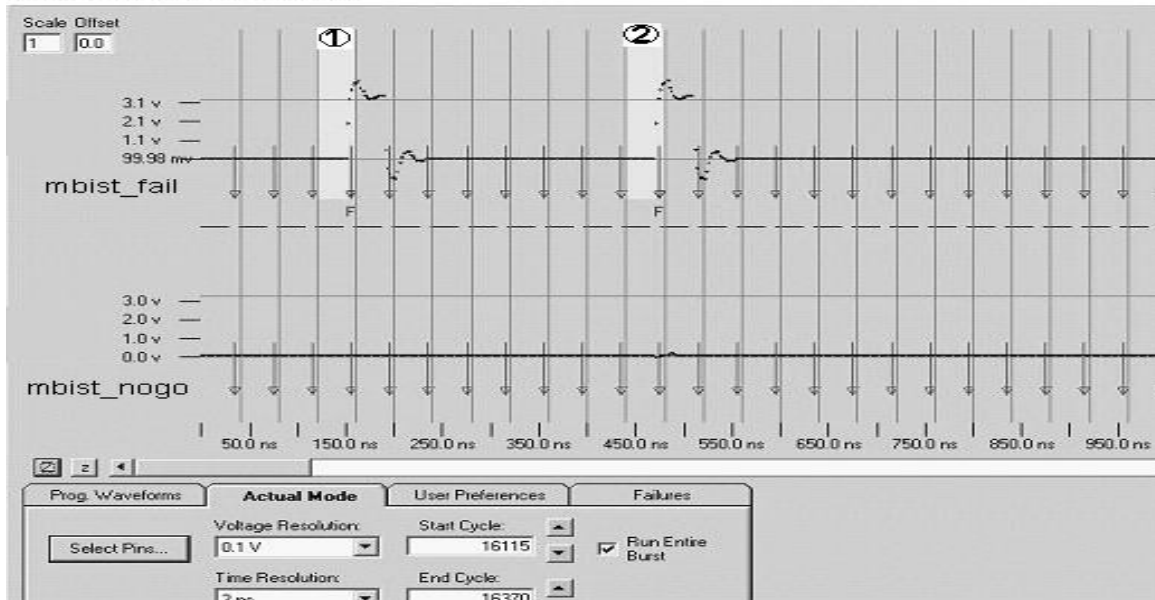 Scale Offset
1 0.0
① ②
3.1 v
2.1 v
1.1 v
99.98 mv
mbist_fail
F F
3.0 v
2.0 v
1.0 v
0.0 v
mbist_nogo
50.0 ns 150.0 ns 250.0 ns 350.0 ns 450.0 ns 550.0 ns 650.0 ns 750.0 ns 850.0 ns 950.0 ns
z
Prog. Waveforms Actual Mode User Preferences Failures
Voltage Resolution: Start Cycle:
Select Pins... 0.1 V 16115 Run Entire
Burst
Time Resolution: End Cycle:
2 ns 16370